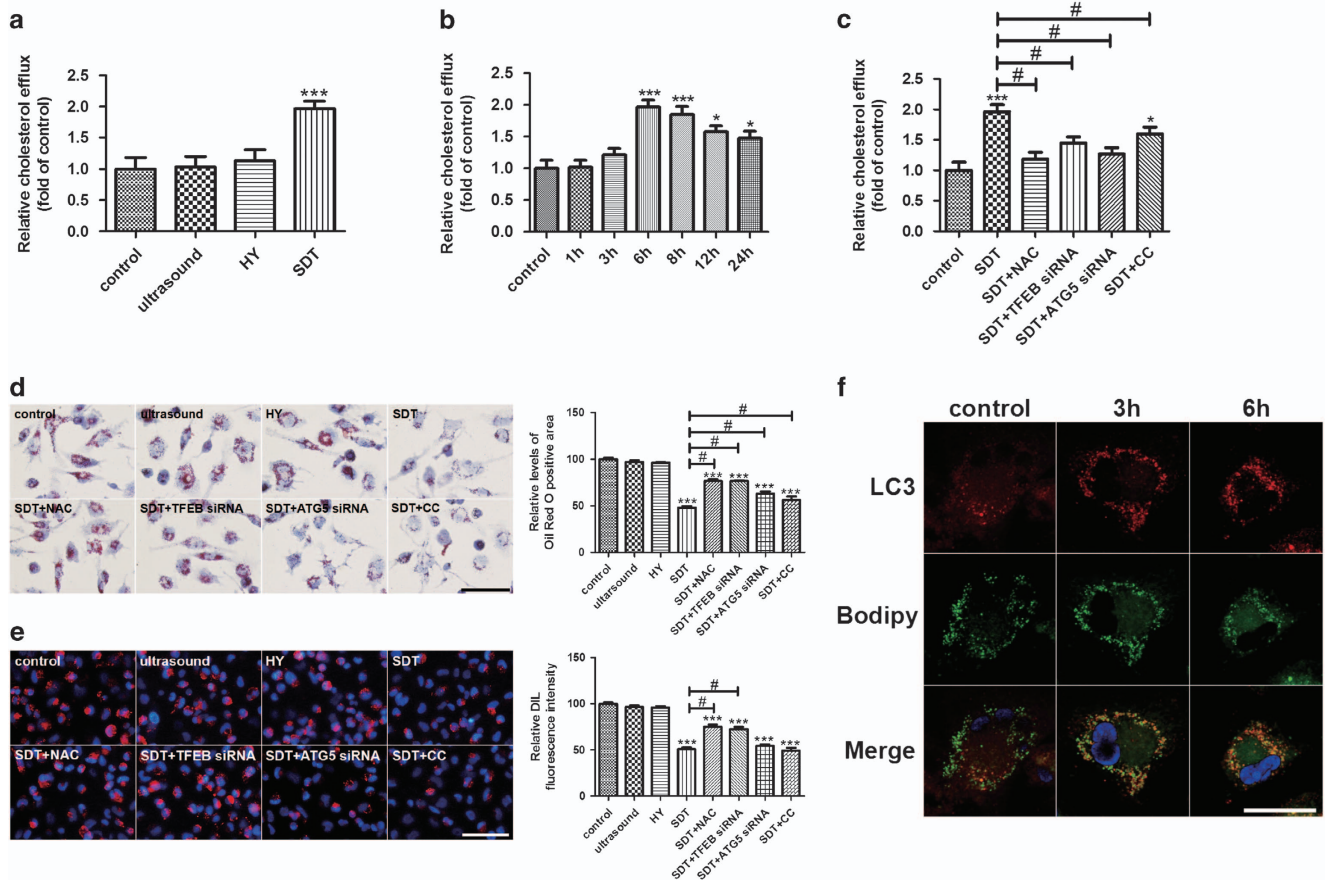 a
Relative cholesterol efflux
(fold of control)
2.5
2.0
1.5
1.0
0.5
0.0
***
control
ultrasound
HY
SDT
b
Relative cholesterol efflux
(fold of control)
2.5
2.0
1.5
1.0
0.5
0.0
***
***
*
*
control
1h
3h
6h
8h
12h
24h
c
Relative cholesterol efflux
(fold of control)
2.5
2.0
1.5
1.0
0.5
0.0
#
#
#
#
***
*
control
SDT
SDT+NAC
SDT+TFEB siRNA
SDT+ATG5 siRNA
SDT+CC
d
control
ultrasound
HY
SDT
SDT+NAC
SDT+TFEB siRNA
SDT+ATG5 siRNA
SDT+CC
Relative levels of
Oil Red O positive area
150
100
50
0
#
#
#
#
***
***
***
***
***
control
ultarsound
HY
SDT
SDT+NAC
SDT+TFEB siRNA
SDT+ATG5 siRNA
SDT+CC
e
control
ultrasound
HY
SDT
SDT+NAC
SDT+TFEB siRNA
SDT+ATG5 siRNA
SDT+CC
Relative DIL
fluorescence intensity
150
100
50
0
#
#
***
***
***
***
***
control
ultrasound
HY
SDT
SDT+NAC
SDT+TFEB siRNA
SDT+ATG5 siRNA
SDT+CC
f
control
3h
6h
LC3
Bodipy
Merge